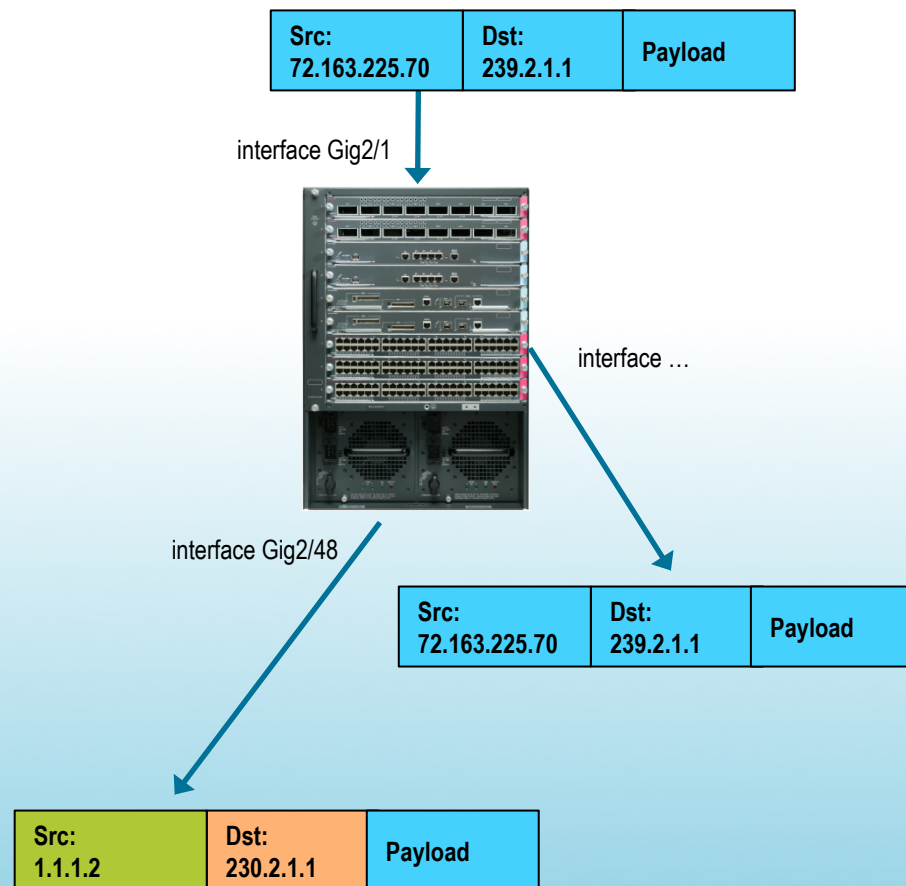 Src:
72.163.225.70
Dst:
239.2.1.1
Payload
interface Gig2/1
interface …
interface Gig2/48
Src:
72.163.225.70
Dst:
239.2.1.1
Payload
Src:
1.1.1.2
Dst:
230.2.1.1
Payload